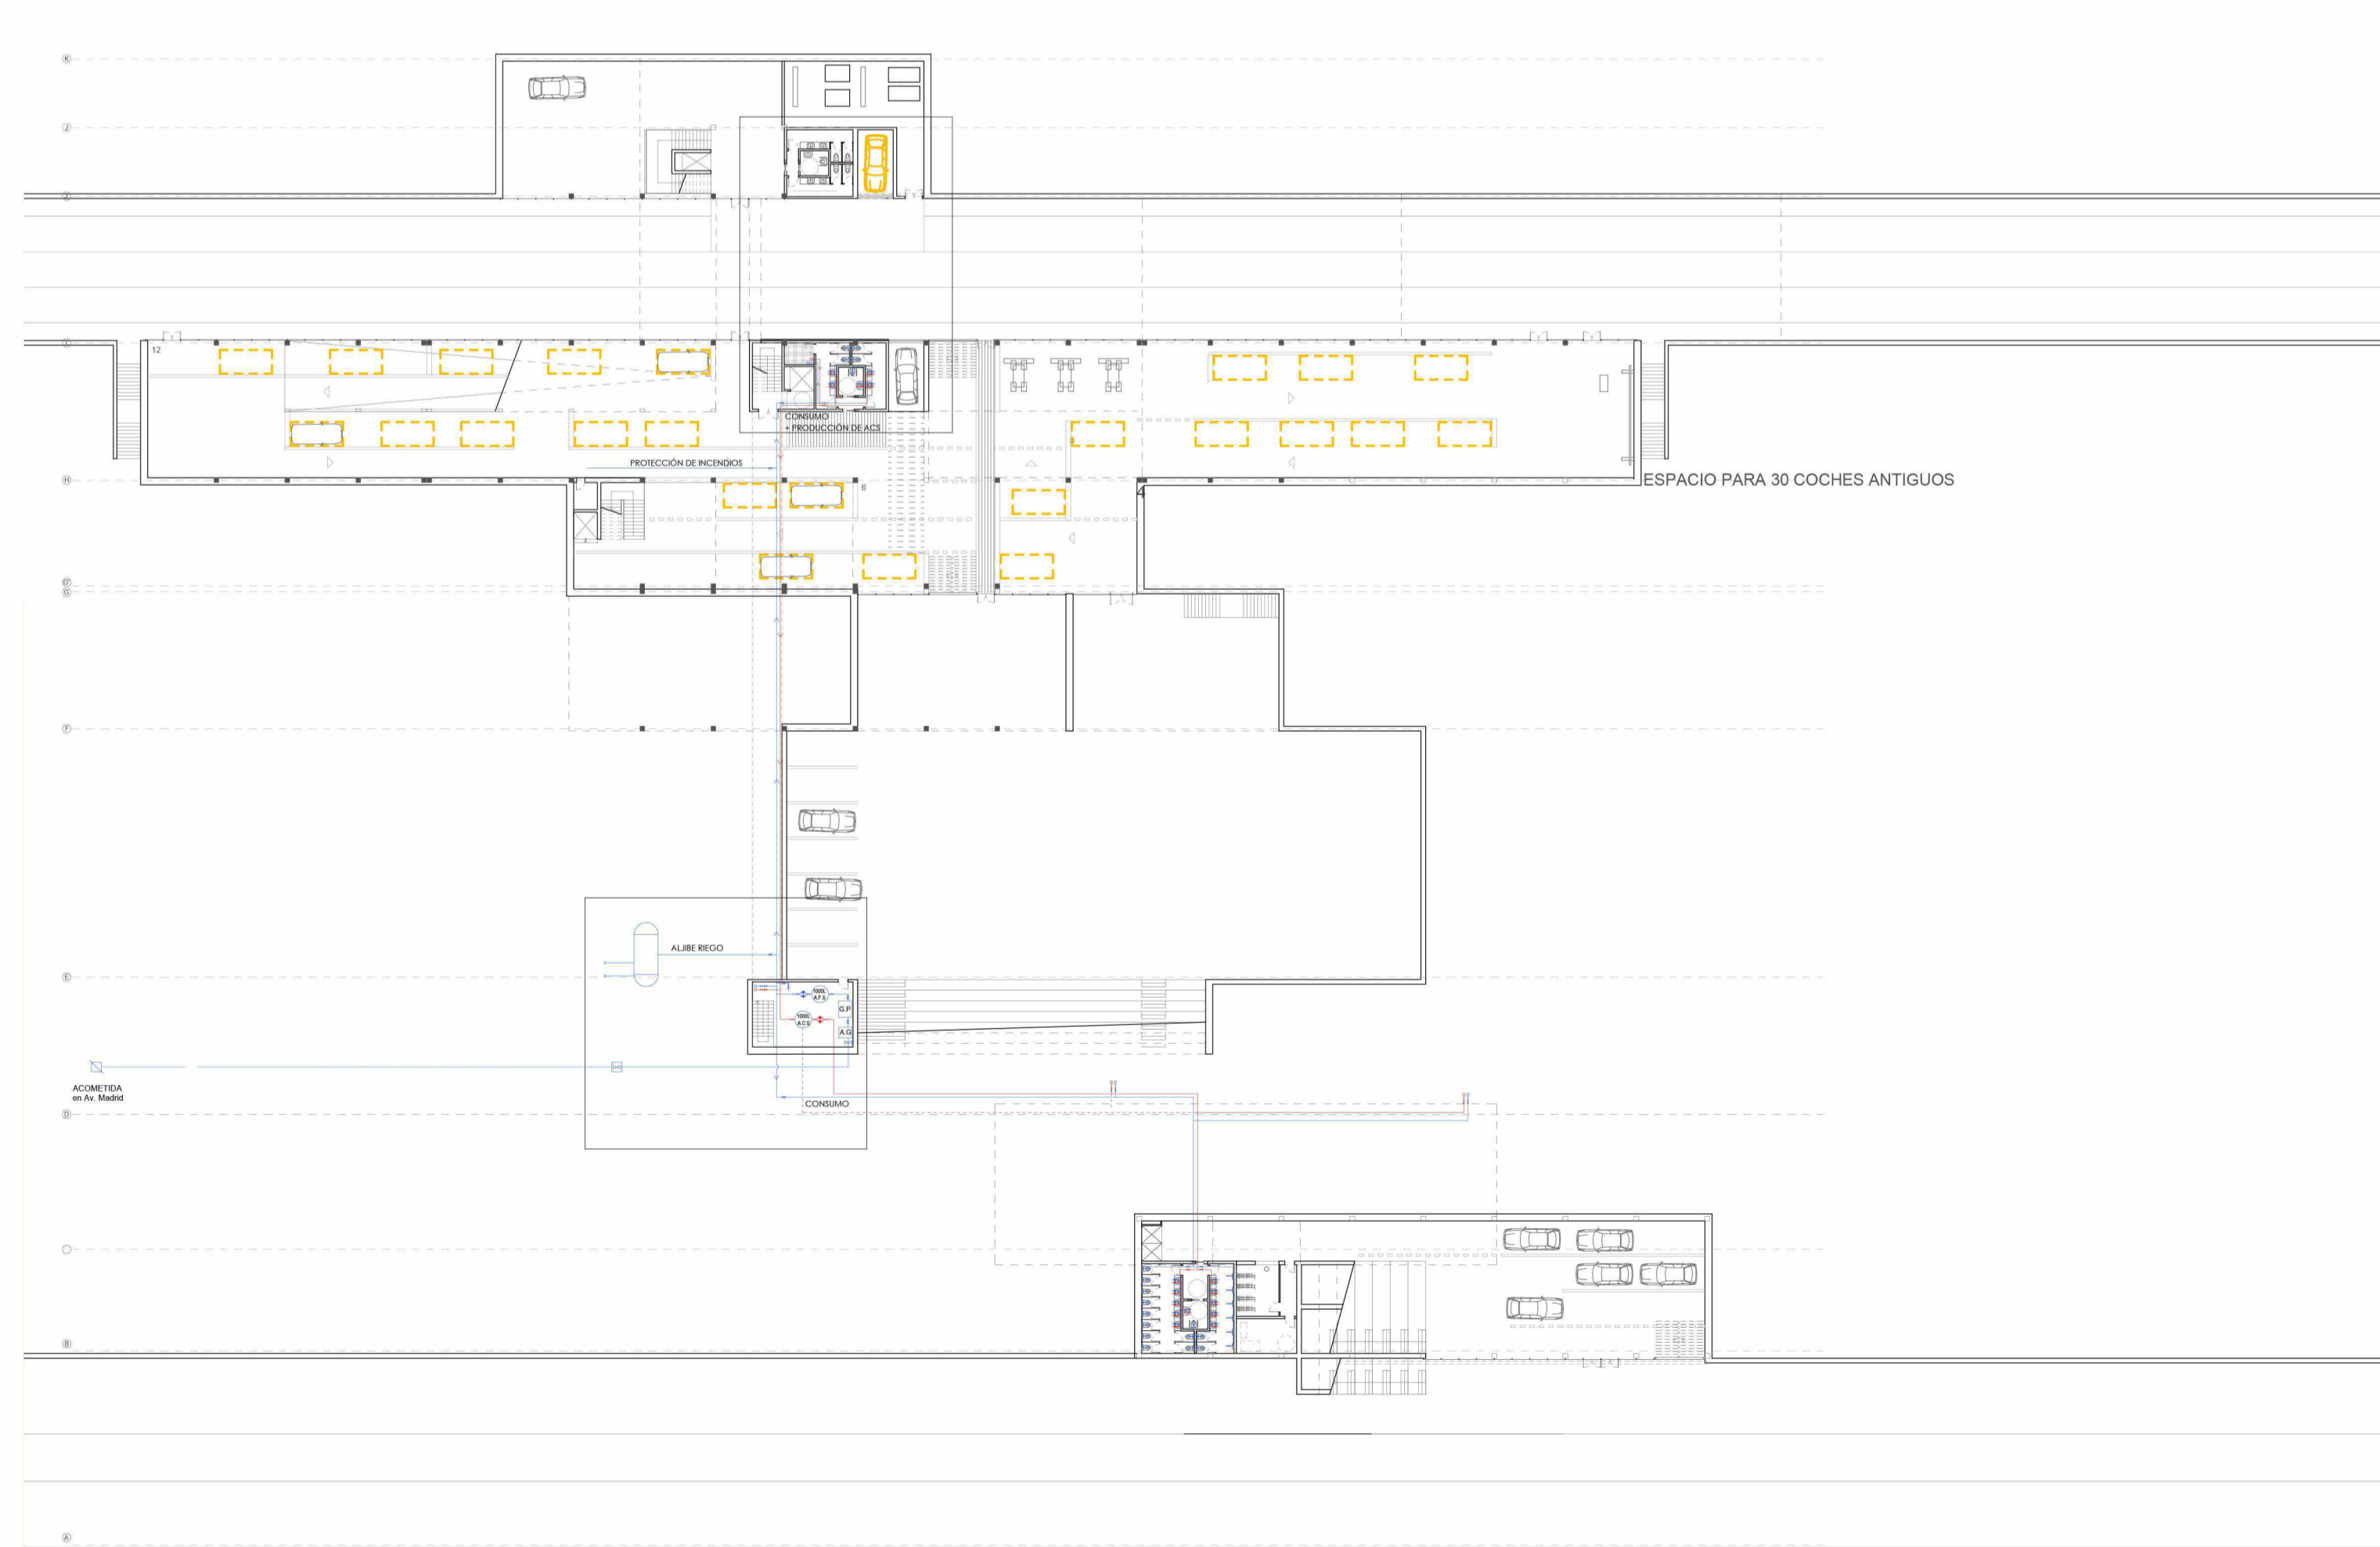 K
J
J
I
12
CONSUMO
+ PRODUCCIÓN DE ACS
PROTECCIÓN DE INCENDIOS
H
6
4
ESPACIO PARA 30 COCHES ANTIGUOS
G'
G
F
ALJIBE RIEGO
E
1000L
A.F.S.
G.P.
1000L
A.C.S.
A.G
ACOMETIDA
en Av. Madrid
CONSUMO
D
B
A